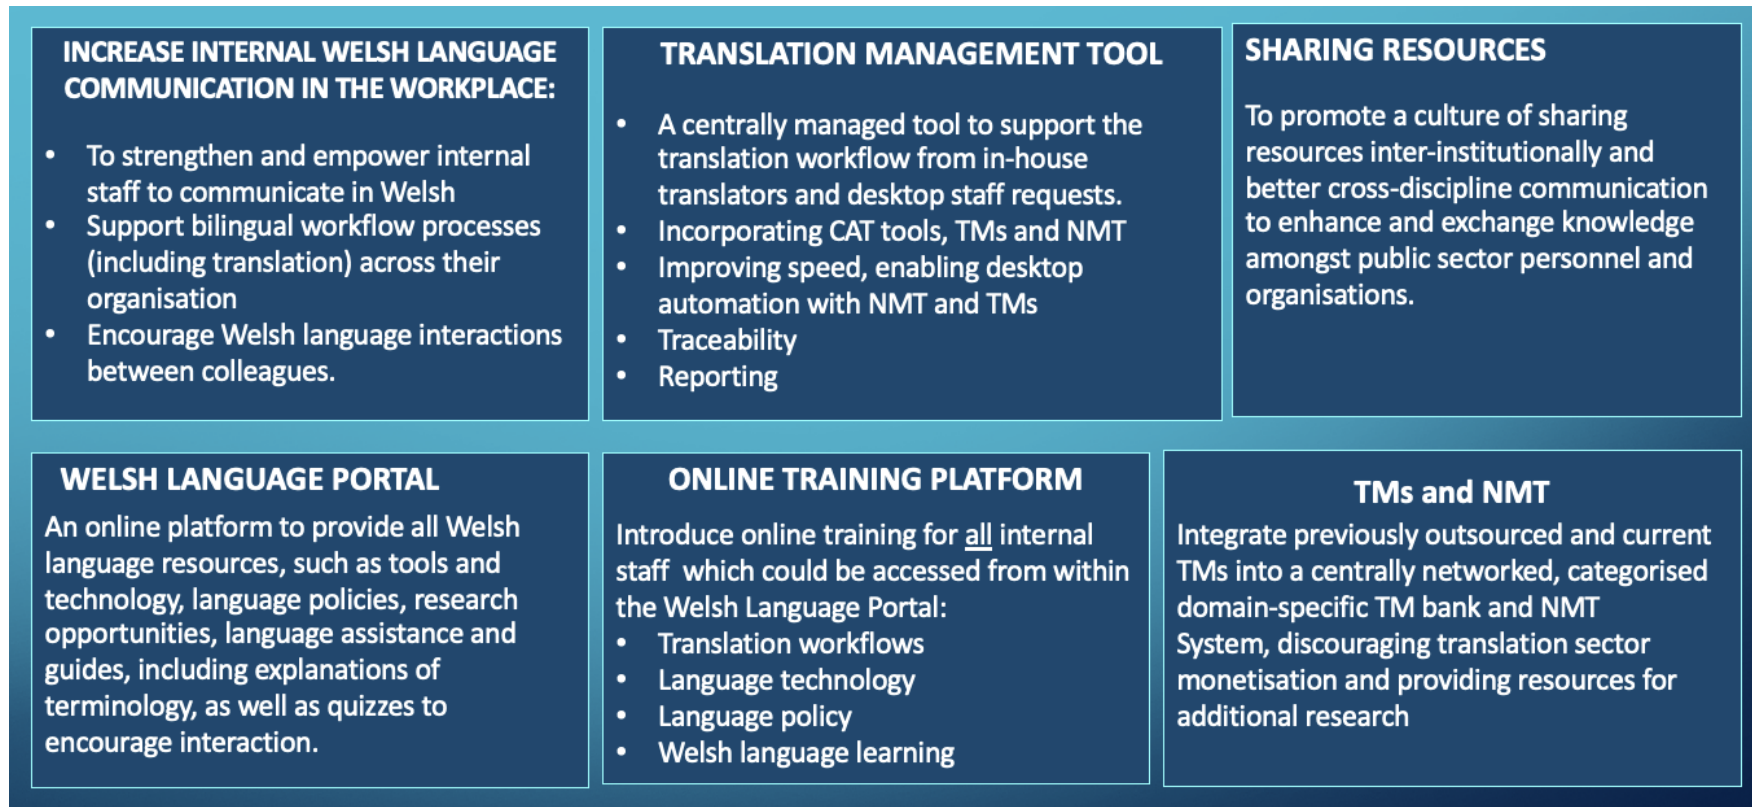 INCREASE INTERNAL WELSH LANGUAGE
COMMUNICATION IN THE WORKPLACE:
• To strengthen and empower internal
staff to communicate in Welsh
• Support bilingual workflow processes
(including translation) across their
organisation
• Encourage Welsh language interactions
between colleagues.
TRANSLATION MANAGEMENT TOOL
• A centrally managed tool to support the
translation workflow from in-house
translators and desktop staff requests.
• Incorporating CAT tools, TMs and NMT
• Improving speed, enabling desktop
automation with NMT and TMs
• Traceability
• Reporting
SHARING RESOURCES
To promote a culture of sharing
resources inter-institutionally and
better cross-discipline communication
to enhance and exchange knowledge
amongst public sector personnel and
organisations.
WELSH LANGUAGE PORTAL
An online platform to provide all Welsh
language resources, such as tools and
technology, language policies, research
opportunities, language assistance and
guides, including explanations of
terminology, as well as quizzes to
encourage interaction.
ONLINE TRAINING PLATFORM
Introduce online training for all internal
staff which could be accessed from within
the Welsh Language Portal:
• Translation workflows
• Language technology
• Language policy
• Welsh language learning
TMs and NMT
Integrate previously outsourced and current
TMs into a centrally networked, categorised
domain-specific TM bank and NMT
System, discouraging translation sector
monetisation and providing resources for
additional research